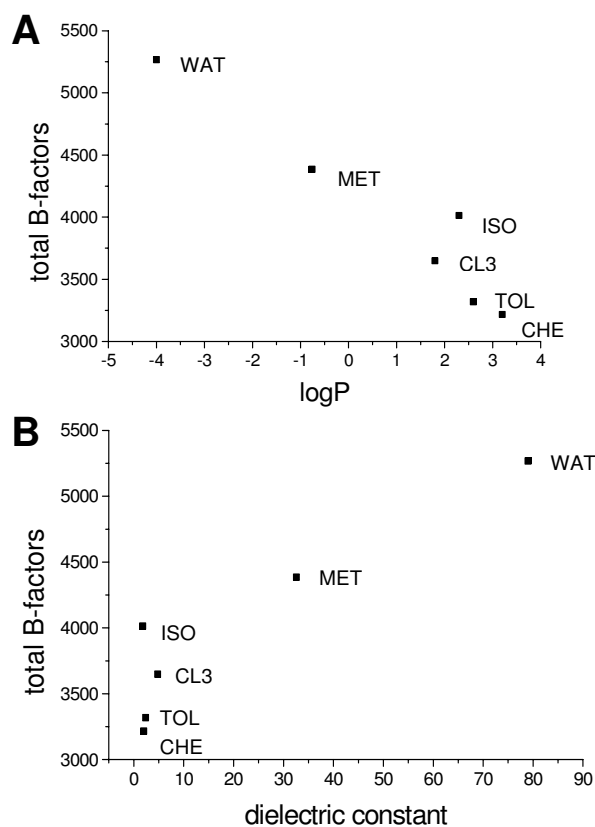 A
5500
5000
4500
4000
3500
3000
total B-factors
WAT
MET
ISO
CL3
TOL
CHE
-5 -4 -3 -2 -1 0 1 2 3 4
logP
B
5500
5000
4500
4000
3500
3000
total B-factors
WAT
MET
ISO
CL3
TOL
CHE
0 10 20 30 40 50 60 70 80 90
dielectric constant